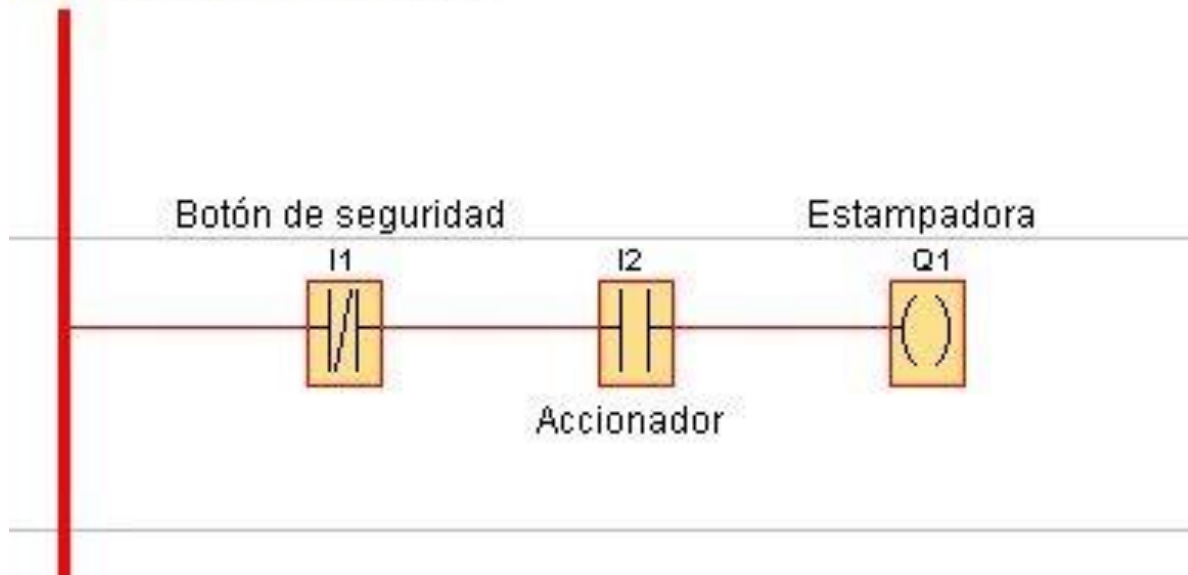 Botón de seguridad
Estampadora
I1
I2
Q1
Accionador